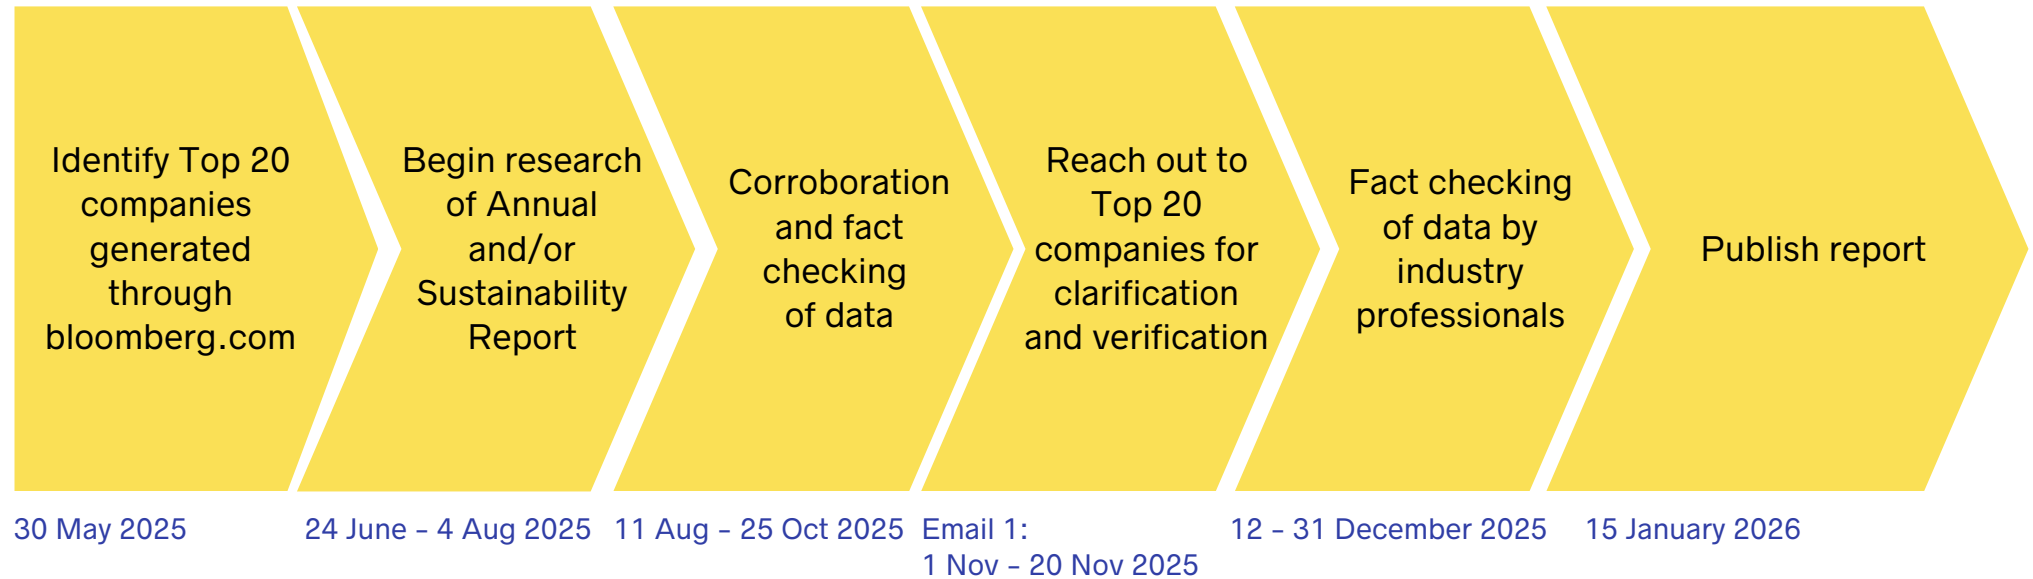 Identify Top 20
companies
generated
through
bloomberg.com
Begin research
of Annual
and/or
Sustainability
Report
Corroboration
and fact
checking
of data
Reach out to
Top 20
companies for
clarification
and verification
Fact checking
of data by
industry
professionals
Publish report
30 May 2025
24 June – 4 Aug 2025
11 Aug – 25 Oct 2025
Email 1:
1 Nov – 20 Nov 2025
12 – 31 December 2025
15 January 2026